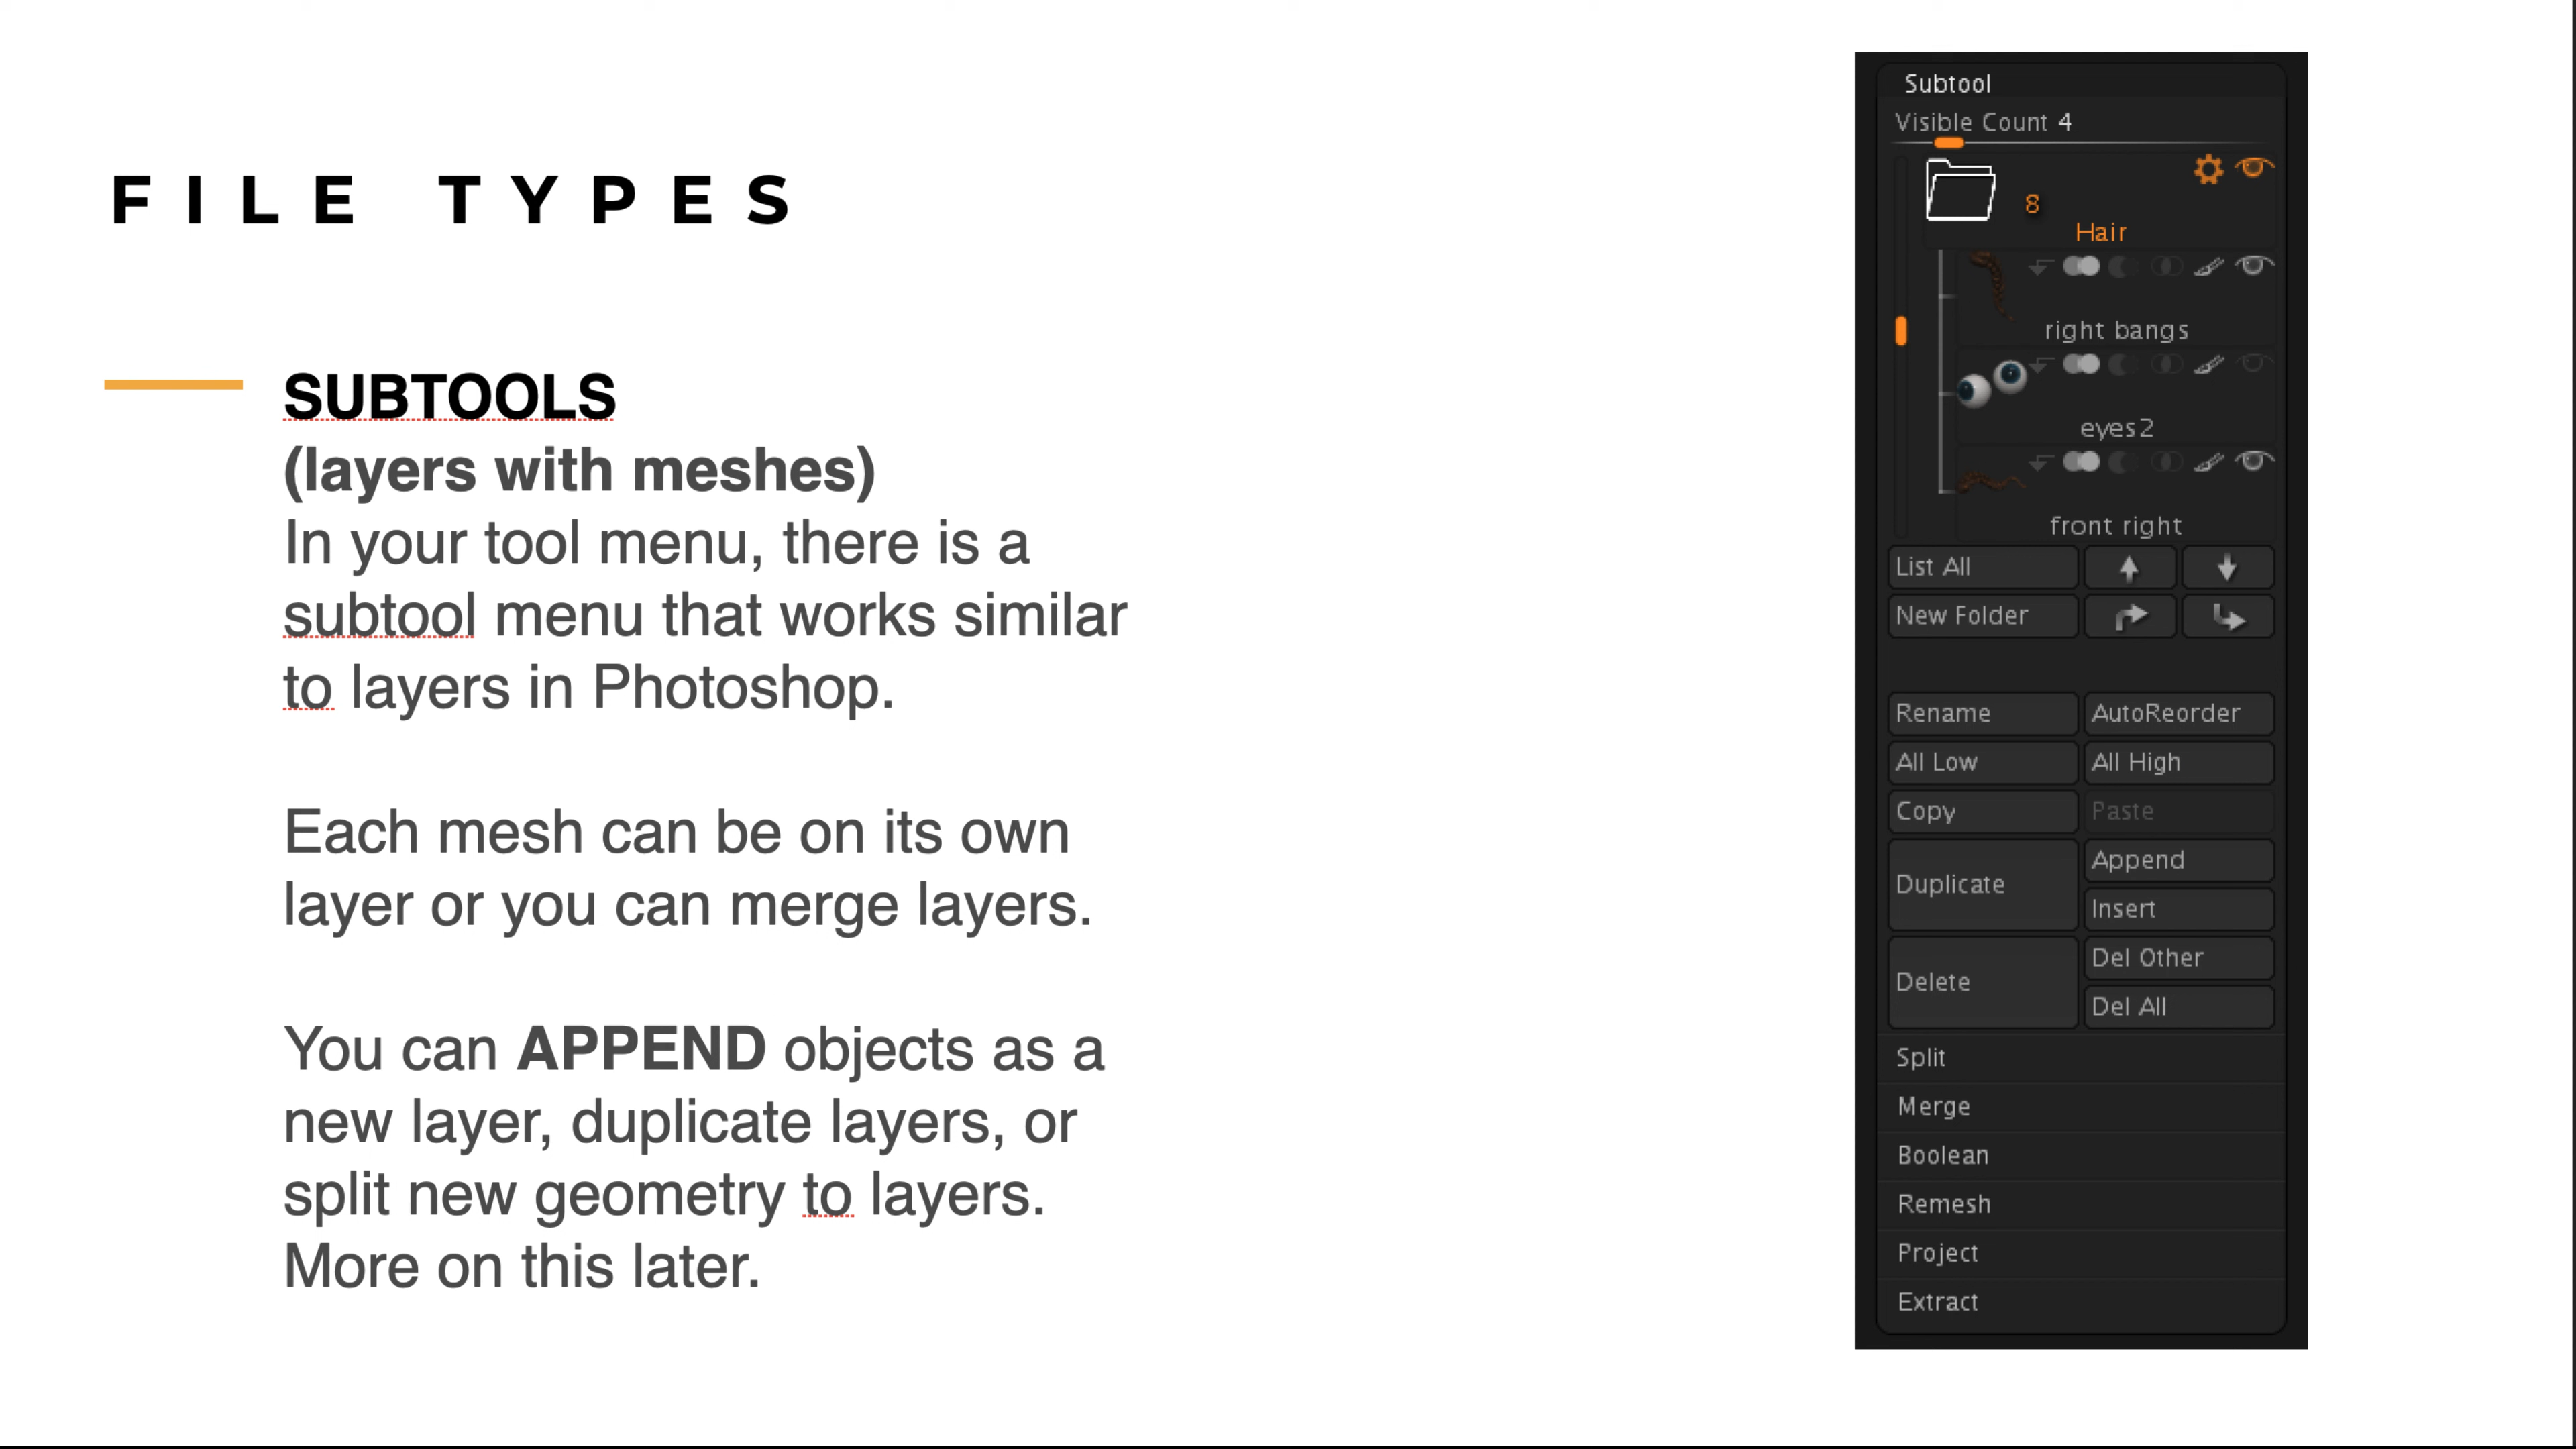 FILE TYPES
SUBTOOLS
(layers with meshes)
In your tool menu, there is a
subtool menu that works similar
to layers in Photoshop.
Each mesh can be on its own
layer or you can merge layers.
You can APPEND objects as a
new layer, duplicate layers, or
split new geometry to layers.
More on this later.
Subtool
Visible Count 4
8
Hair
right bangs
eyes2
front right
List All
New Folder
Rename
AutoReorder
All Low
All High
Copy
Paste
Duplicate
Append
Insert
Delete
Del Other
Del All
Split
Merge
Boolean
Remesh
Project
Extract